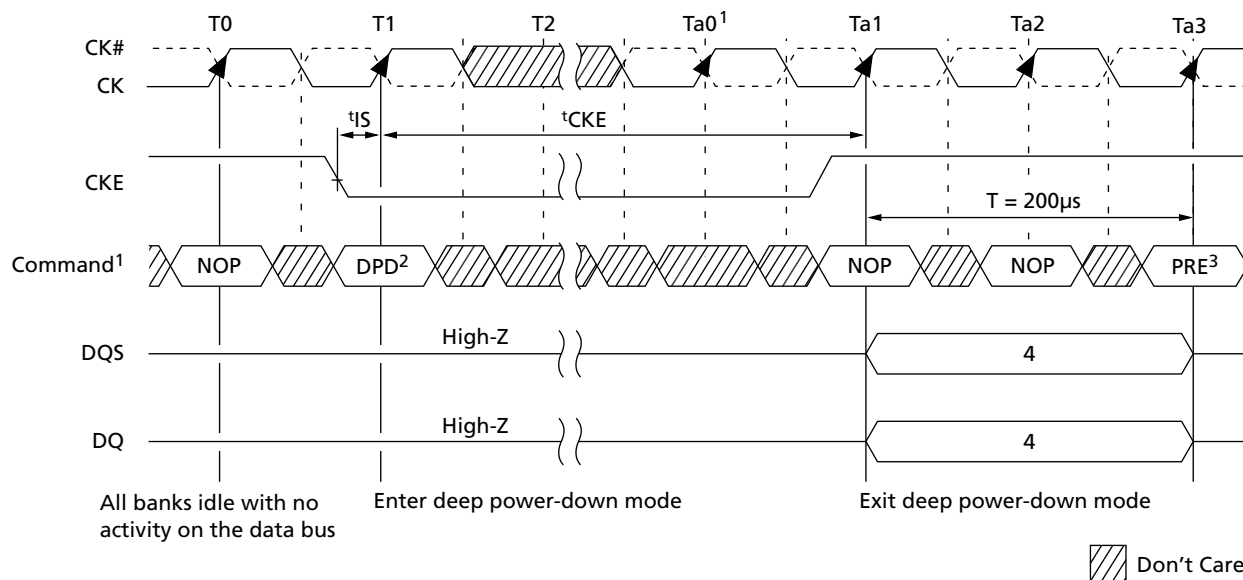 T0 T1 T2 Ta0¹ Ta1 Ta2 Ta3
CK#
CK
tIS tCKE
CKE
T = 200µs
Command¹ NOP DPD² NOP NOP PRE³
DQS High-Z 4
DQ High-Z 4
All banks idle with no
activity on the data bus
Enter deep power-down mode
Exit deep power-down mode
Don't Care